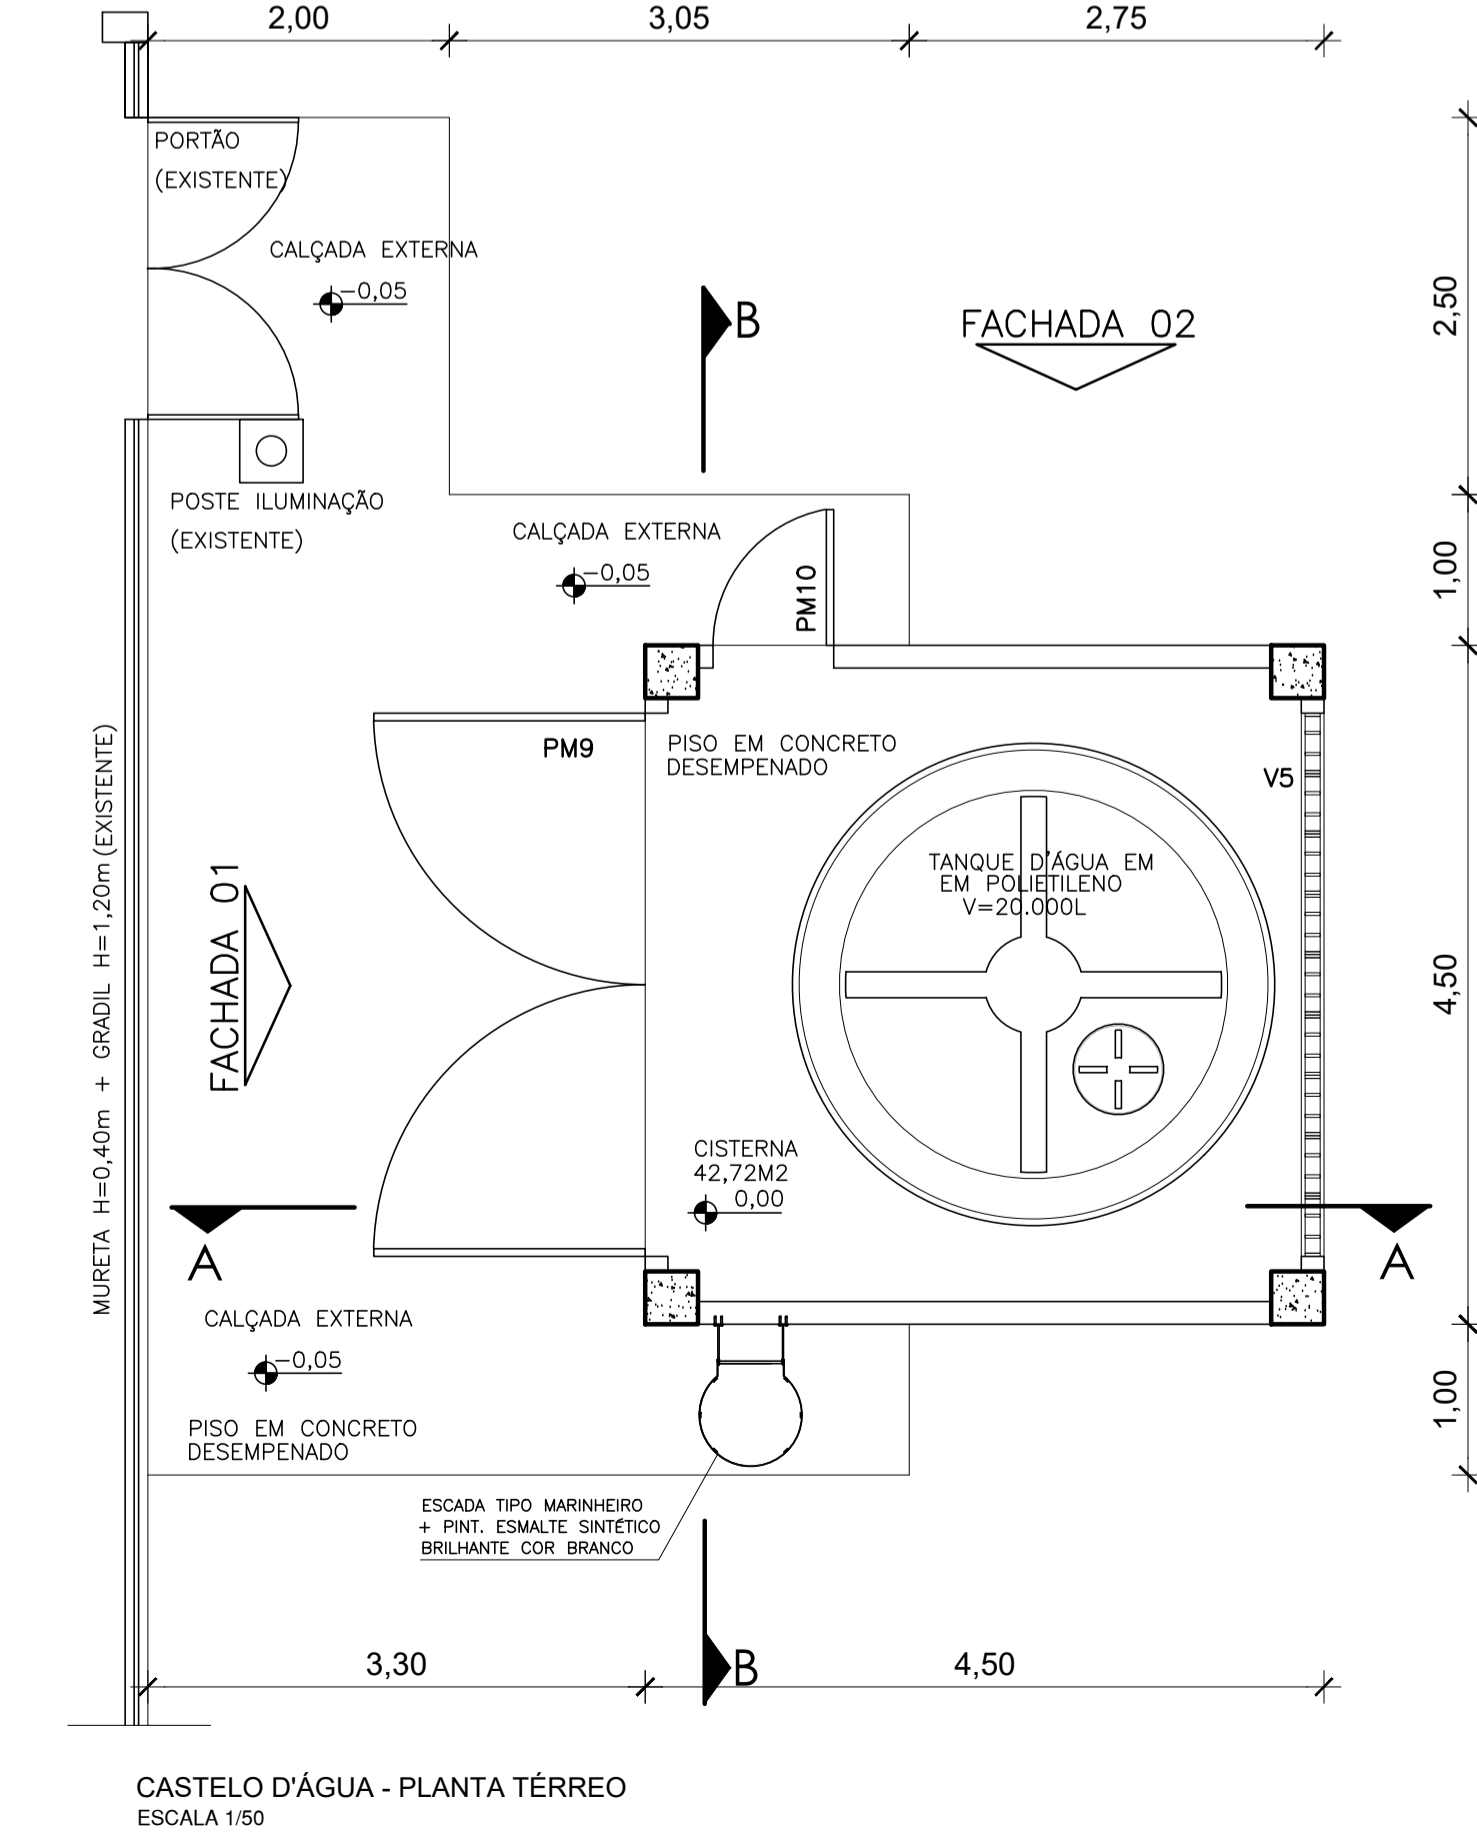 2,00
3,05
2,75
PORTÃO
(EXISTENTE)
CALÇADA EXTERNA
-0,05
B
FACHADA 02
2,50
POSTE ILUMINAÇÃO
(EXISTENTE)
CALÇADA EXTERNA
-0,05
PM10
1,00
MURETA H=0,40m + GRADIL H=1,20m (EXISTENTE)
PM9
PISO EM CONCRETO
DESEMPENADO
V5
TANQUE D'ÁGUA EM
EM POLIETILENO
V=20.000L
FACHADA 01
4,50
CISTERNA
42,72M2
0,00
A
A
CALÇADA EXTERNA
-0,05
PISO EM CONCRETO
DESEMPENADO
1,00
ESCADA TIPO MARINHEIRO
+ PINT. ESMALTE SINTÉTICO
BRILHANTE COR BRANCO
B
3,30
4,50
CASTELO D'ÁGUA - PLANTA TÉRREO
ESCALA 1/50